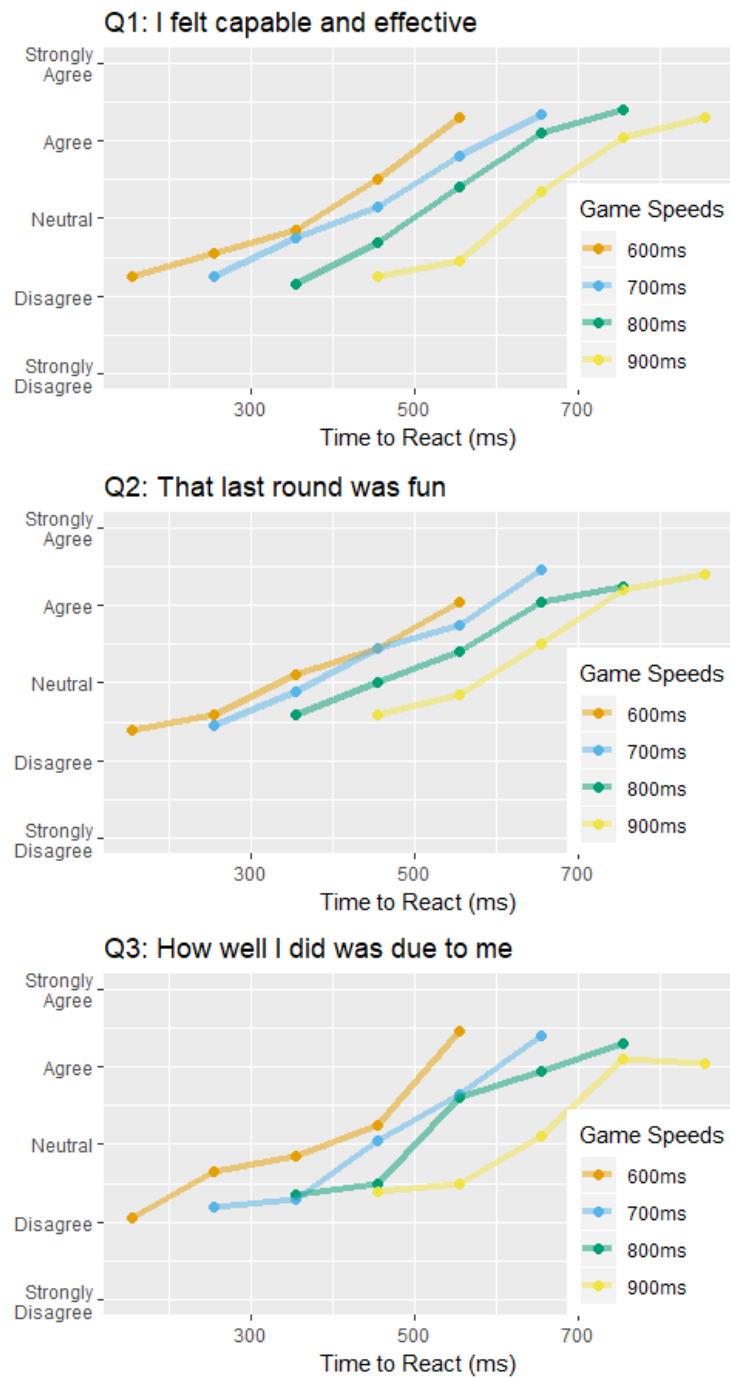 Q1: I felt capable and effective
Strongly
Agree
Agree
Neutral
Disagree
Strongly
Disagree
Game Speeds
600ms
700ms
800ms
900ms
300
500
700
Time to React (ms)
Q2: That last round was fun
Strongly
Agree
Agree
Neutral
Disagree
Strongly
Disagree
Game Speeds
600ms
700ms
800ms
900ms
300
500
700
Time to React (ms)
Q3: How well I did was due to me
Strongly
Agree
Agree
Neutral
Disagree
Strongly
Disagree
Game Speeds
600ms
700ms
800ms
900ms
300
500
700
Time to React (ms)